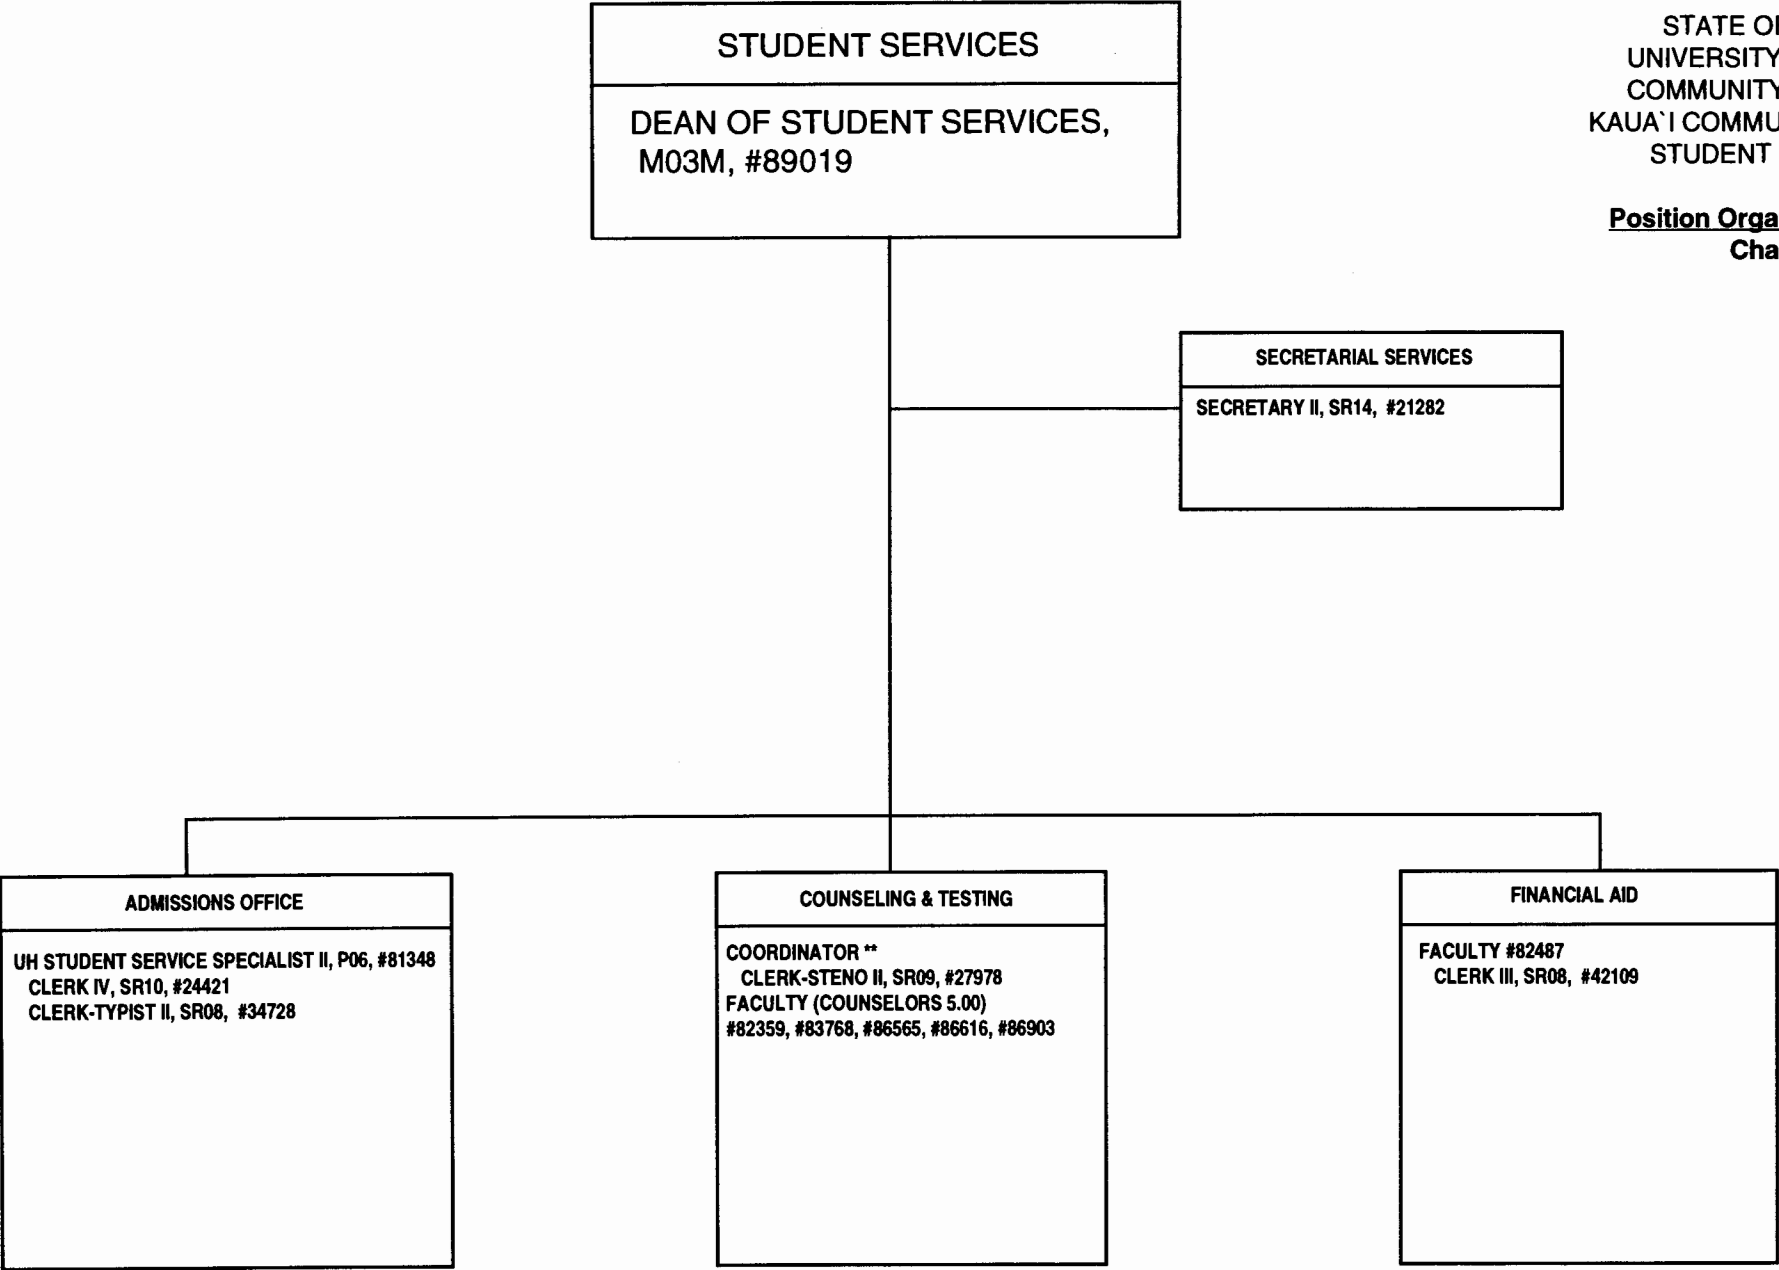 STUDENT SERVICES
DEAN OF STUDENT SERVICES,
M03M, #89019
STATE OF
UNIVERSITY
COMMUNITY
KAUA`I COMMU
STUDENT
Position Orga
Cha
SECRETARIAL SERVICES
SECRETARY II, SR14, #21282
ADMISSIONS OFFICE
UH STUDENT SERVICE SPECIALIST II, P06, #81348
CLERK IV, SR10, #24421
CLERK-TYPIST II, SR08, #34728
COUNSELING & TESTING
COORDINATOR **
CLERK-STENO II, SR09, #27978
FACULTY (COUNSELORS 5.00)
#82359, #83768, #86565, #86616, #86903
FINANCIAL AID
FACULTY #82487
CLERK III, SR08, #42109